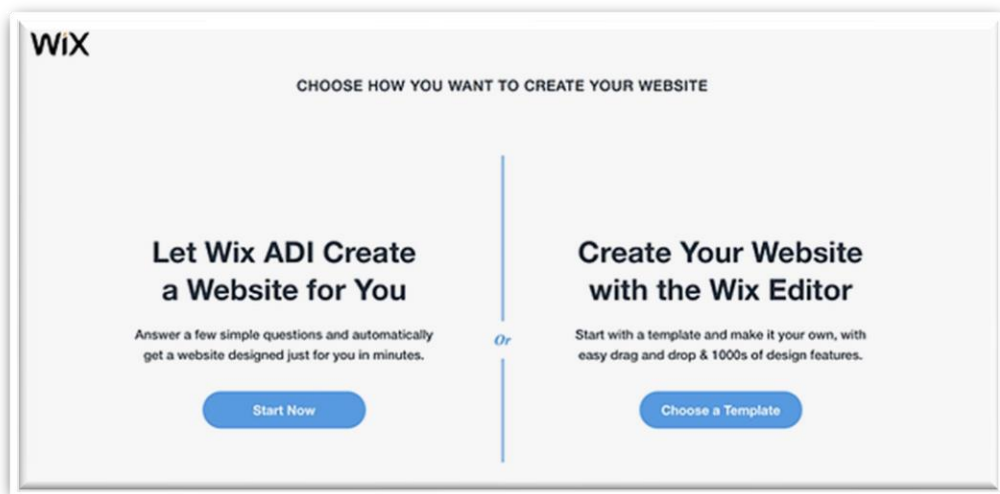 WiX
CHOOSE HOW YOU WANT TO CREATE YOUR WEBSITE
Let Wix ADI Create
a Website for You
Answer a few simple questions and automatically
get a website designed just for you in minutes.
Start Now
Or
Create Your Website
with the Wix Editor
Start with a template and make it your own, with
easy drag and drop & 1000s of design features.
Choose a Template